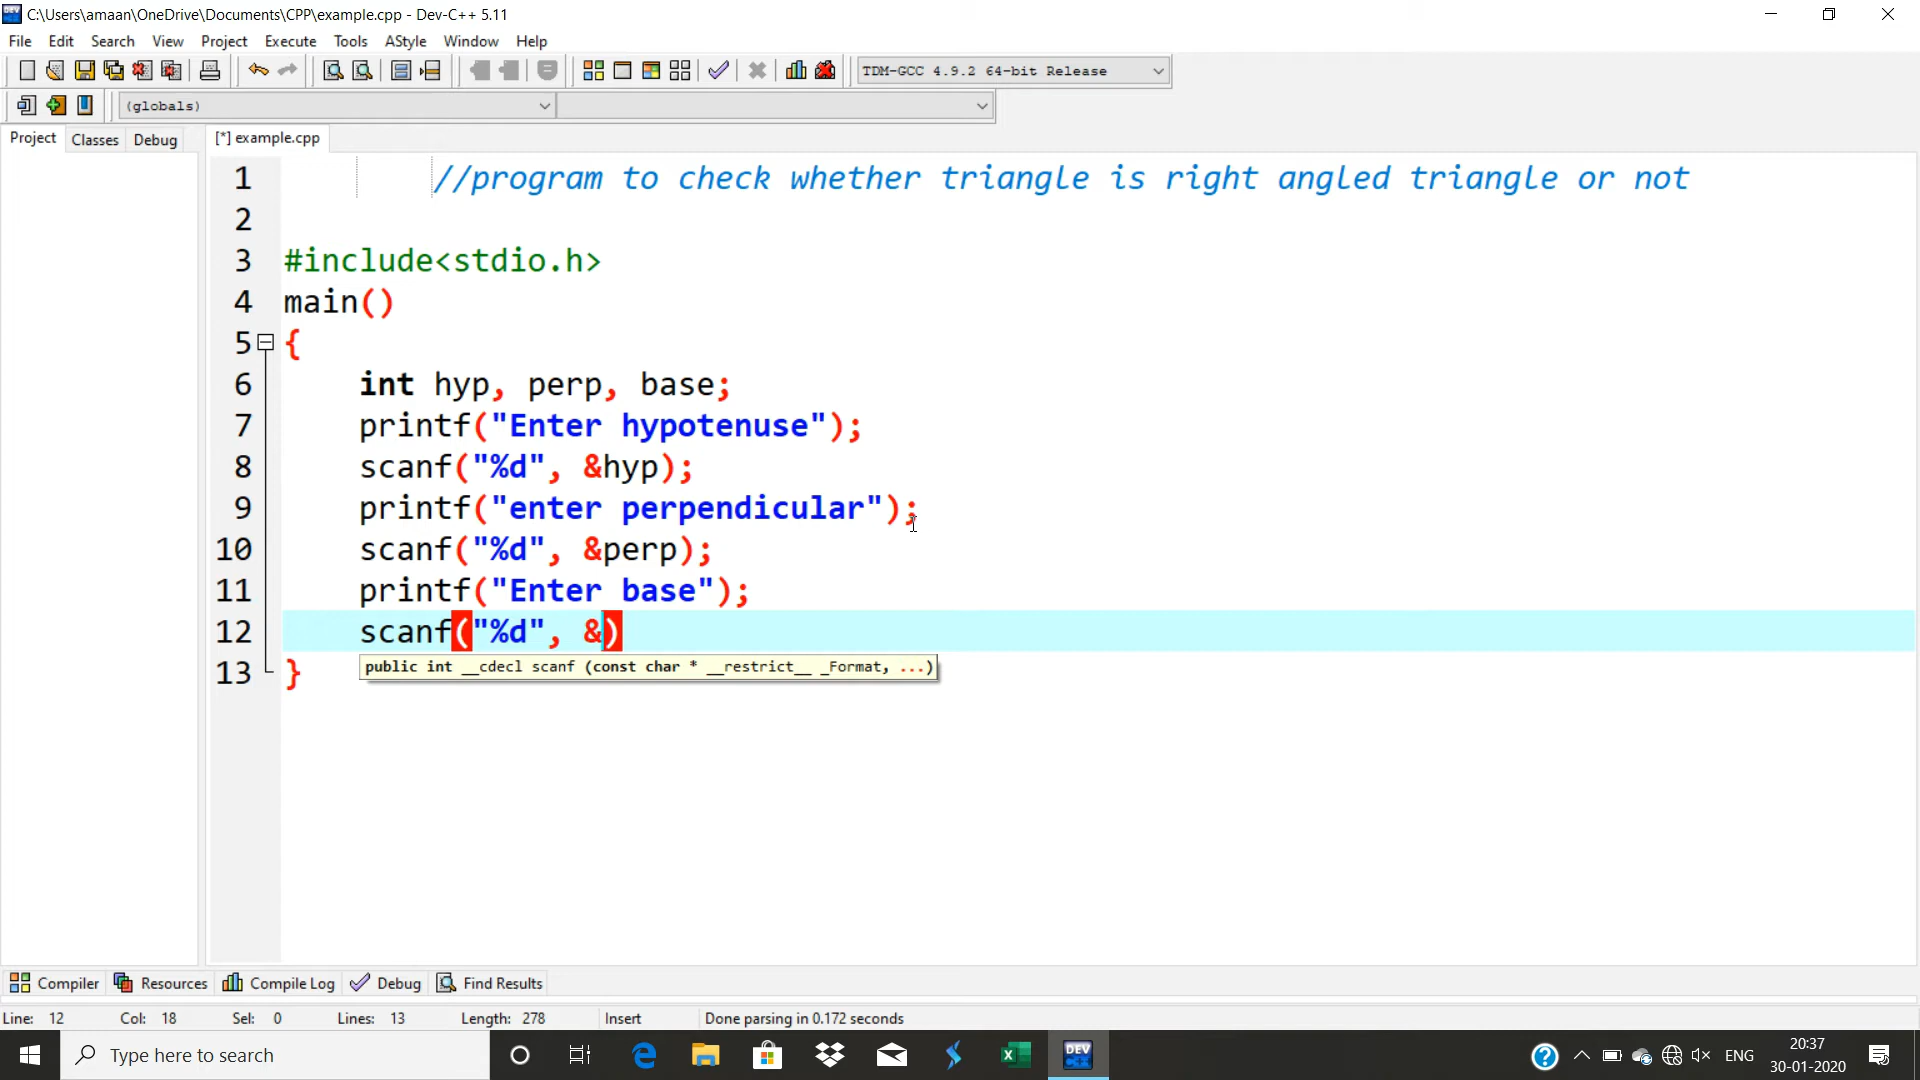 C:\Users\amaan\OneDrive\Documents\CPP\example.cpp - Dev-C++ 5.11
File Edit Search View Project Execute Tools AStyle Window Help
TDM-GCC 4.9.2 64-bit Release
(globals)
Project Classes Debug [*] example.cpp
1 //program to check whether triangle is right angled triangle or not
2
3 #include<stdio.h>
4 main()
5 {
6 int hyp, perp, base;
7 printf("Enter hypotenuse");
8 scanf("%d", &hyp);
9 printf("enter perpendicular");
10 scanf("%d", &perp);
11 printf("Enter base");
12 scanf("%d", &)
public int __cdecl scanf (const char * __restrict__ _Format, ...)
13 }
Compiler Resources Compile Log Debug Find Results
Line: 12 Col: 18 Sel: 0 Lines: 13 Length: 278 Insert Done parsing in 0.172 seconds
Type here to search
DEV
ENG
20:37
30-01-2020